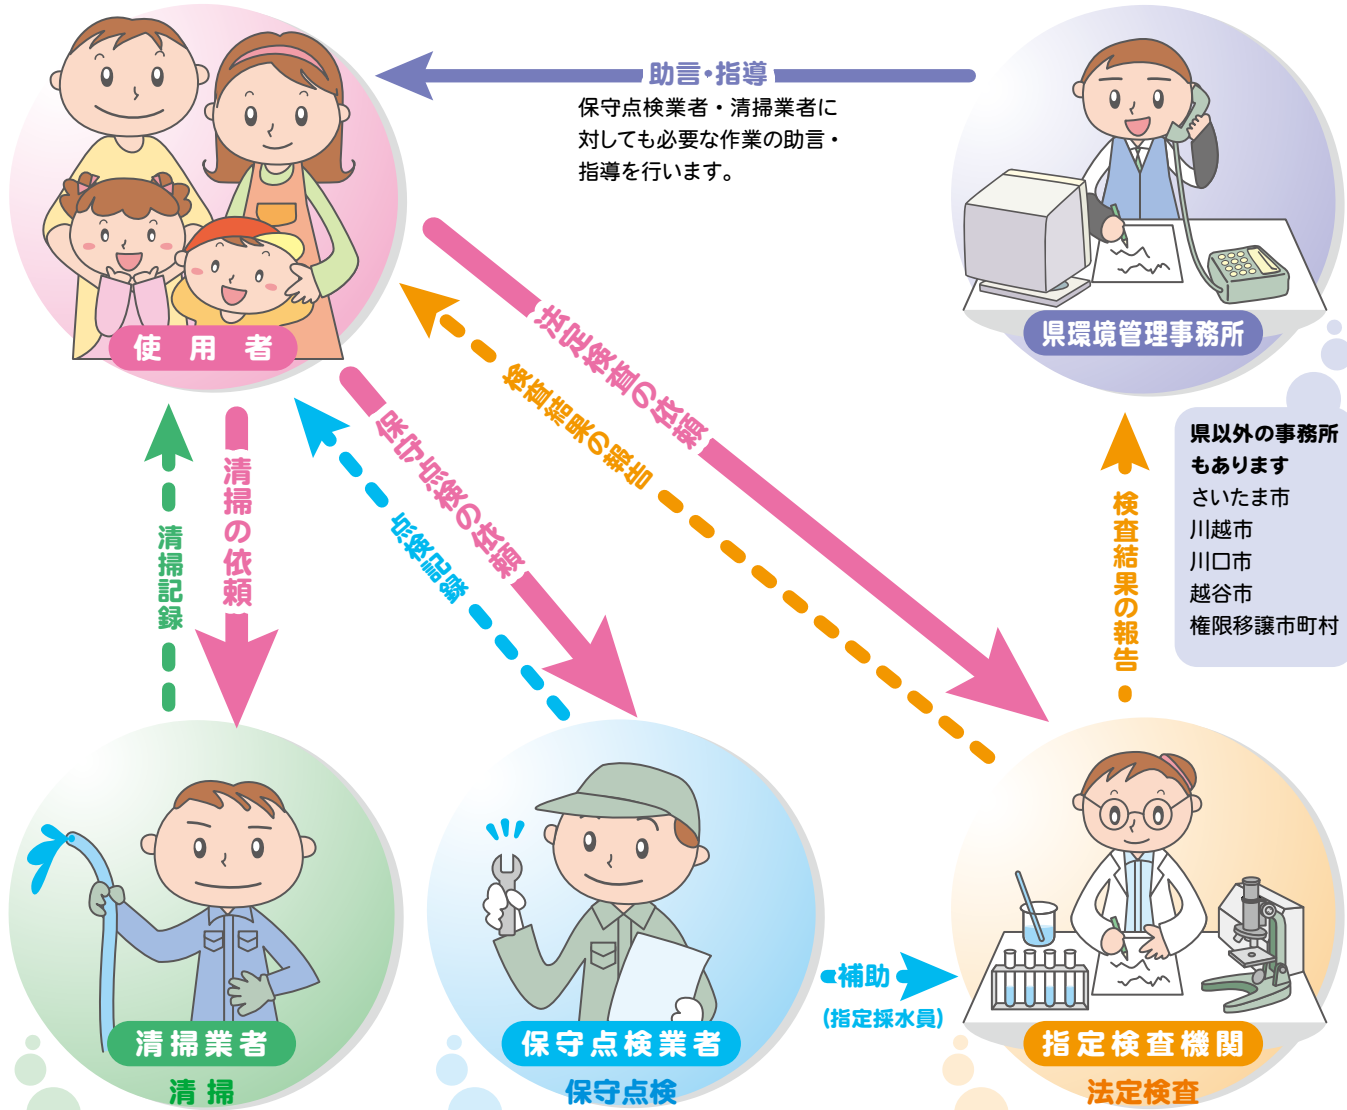 助言・指導
保守点検業者・清掃業者に
対しても必要な作業の助言・
指導を行います。
使用者
県環境管理事務所
法定検査の依頼
検査結果の報告
保守点検の依頼
点検記録
清掃の依頼
清掃記録
検査結果の報告
県以外の事務所
もあります
さいたま市
川越市
川口市
越谷市
権限移譲市町村
補助
(指定採水員)
清掃業者
清掃
保守点検業者
保守点検
指定検査機関
法定検査